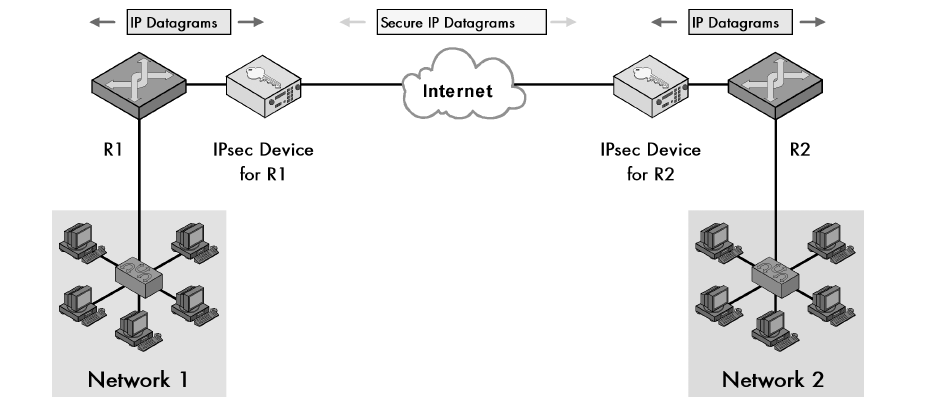 IP Datagrams
Secure IP Datagrams
IP Datagrams
Internet
R1
IPsec Device
for R1
IPsec Device
for R2
R2
Network 1
Network 2